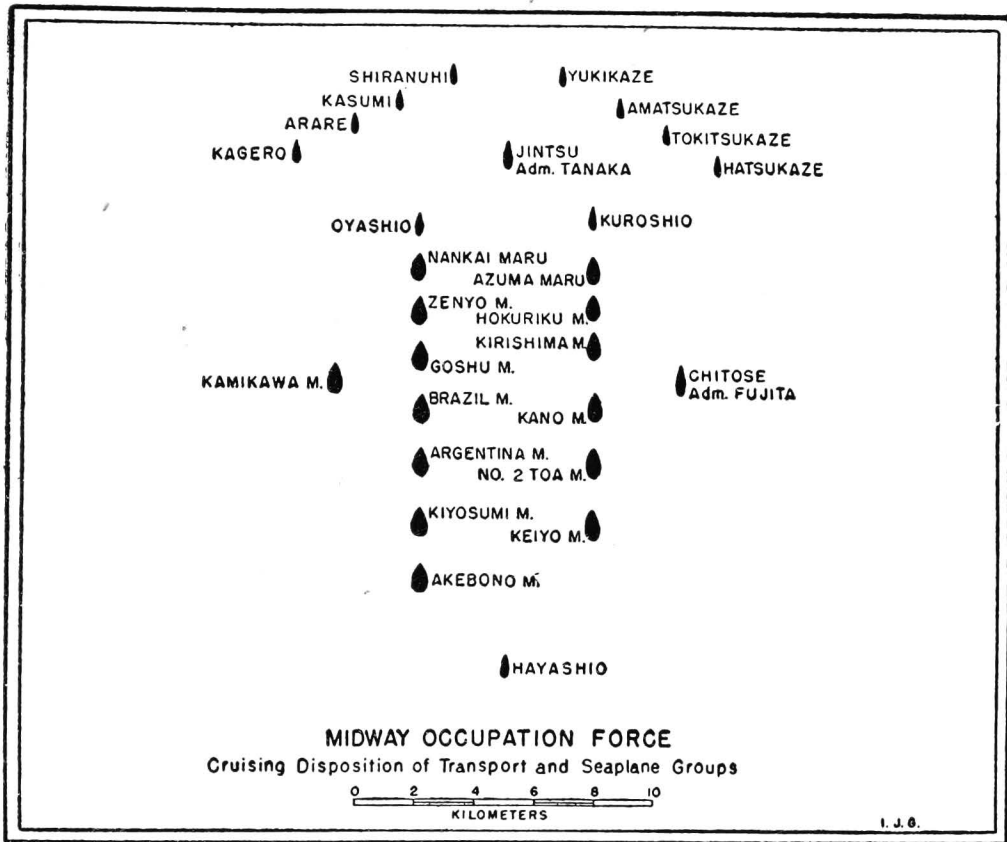 SHIRANUHI
YUKIKAZE
KASUMI
AMATSUKAZE
ARARE
TOKITSUKAZE
KAGERO
JINTSU
Adm. TANAKA
HATSUKAZE
OYASHIO
KUROSHIO
NANKAI MARU
AZUMA MARU
ZENYO M.
HOKURIKU M.
KIRISHIMA M.
GOSHU M.
KAMIKAWA M.
CHITOSE
Adm. FUJITA
BRAZIL M.
KANO M.
ARGENTINA M.
NO. 2 TOA M.
KIYOSUMI M.
KEIYO M.
AKEBONO M.
HAYASHIO
MIDWAY OCCUPATION FORCE
Cruising Disposition of Transport and Seaplane Groups
0 2 4 6 8 10
KILOMETERS
I. J. G.